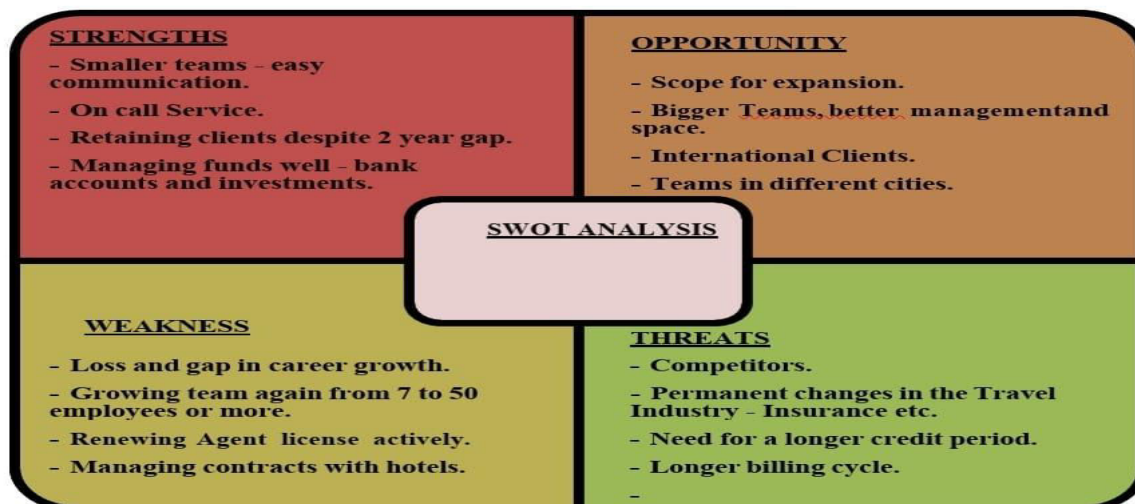 STRENGTHS
- Smaller teams - easy
communication.
- On call Service.
- Retaining clients despite 2 year gap.
- Managing funds well - bank
accounts and investments.
OPPORTUNITY
- Scope for expansion.
- Bigger Teams, better managementand
space.
- International Clients.
- Teams in different cities.
SWOT ANALYSIS
WEAKNESS
- Loss and gap in career growth.
- Growing team again from 7 to 50
employees or more.
- Renewing Agent license actively.
- Managing contracts with hotels.
THREATS
- Competitors.
- Permanent changes in the Travel
Industry - Insurance etc.
- Need for a longer credit period.
- Longer billing cycle.
-